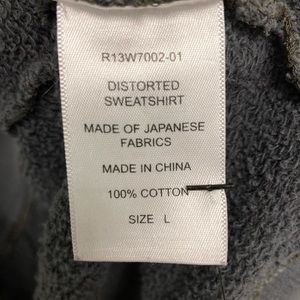 R13W7002-01
DISTORTED
SWEATSHIRT
MADE OF JAPANESE
FABRICS
MADE IN CHINA
100% COTTON
SIZE L